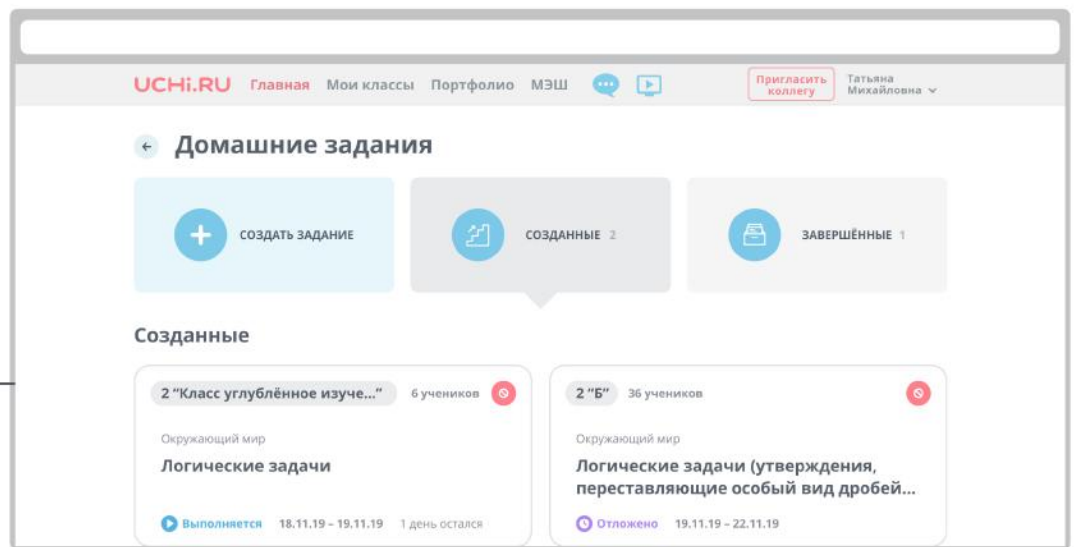 UCHi.RU Главная Мои классы Портфолио МЭШ Пригласить коллегу Татьяна Михайловна
Домашние задания
СОЗДАТЬ ЗАДАНИЕ СОЗДАННЫЕ 2 ЗАВЕРШЁННЫЕ 1
Созданные
2 "Класс углублённое изуче..." 6 учеников
Окружающий мир
Логические задачи
Выполняется 18.11.19 – 19.11.19 1 день остался
2 "Б" 36 учеников
Окружающий мир
Логические задачи (утверждения,
переставляющие особый вид дробей...
Отложено 19.11.19 – 22.11.19